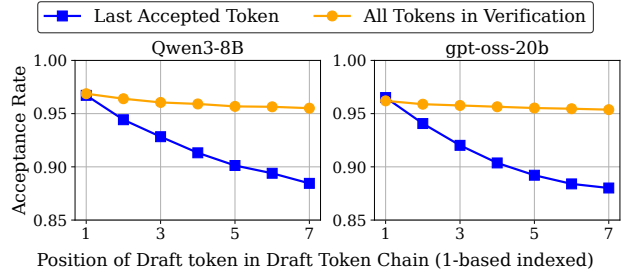 Last Accepted Token All Tokens in Verification
Qwen3-8B gpt-oss-20b
Acceptance Rate
1.00 1.00
0.95 0.95
0.90 0.90
0.85 0.85
1 3 5 7 1 3 5 7
Position of Draft token in Draft Token Chain (1-based indexed)